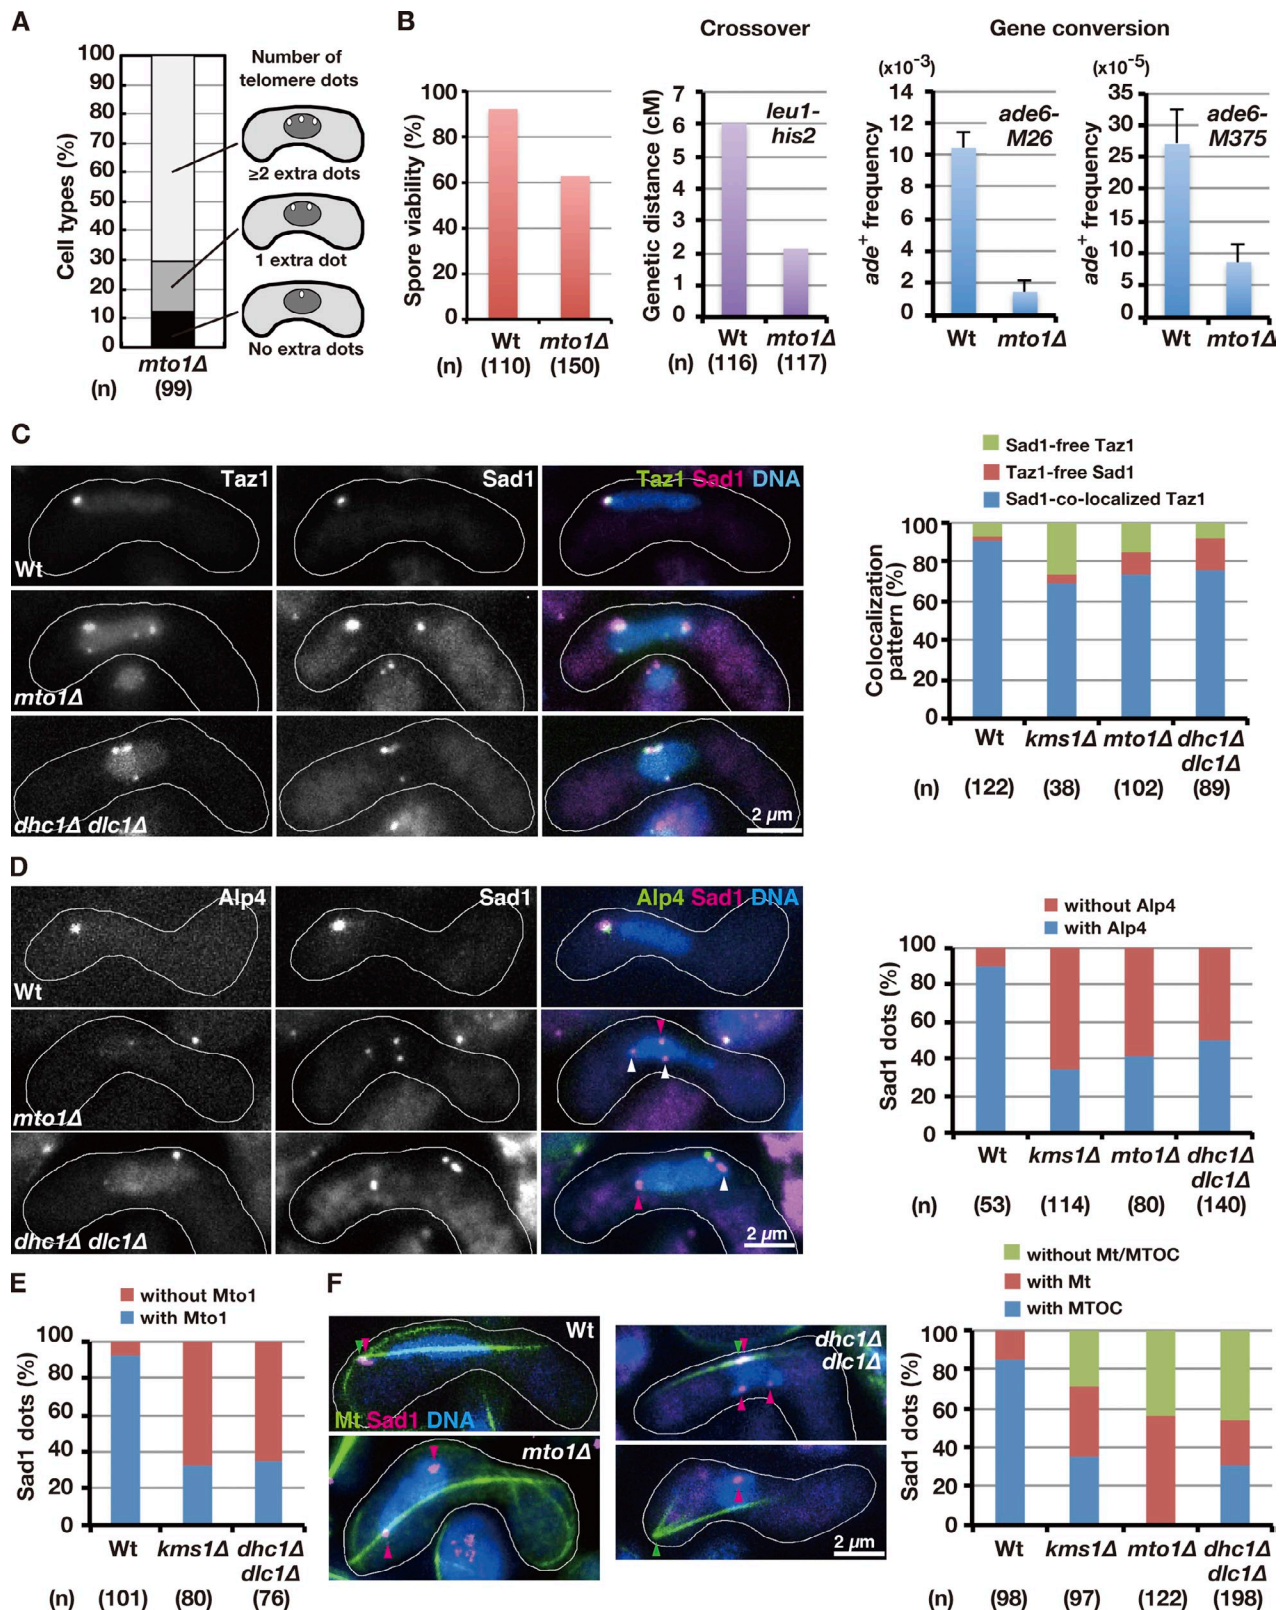 A
100
90
80
70
60
50
40
30
20
10
0
Cell types (%)
Number of
telomere dots
≥2 extra dots
1 extra dot
No extra dots
mto1Δ
(n) (99)
B
100
80
60
40
20
0
Spore viability (%)
Wt mto1Δ
(n) (110) (150)
Crossover
7
6
5
4
3
2
1
0
Genetic distance (cM)
leu1-
his2
Wt mto1Δ
(n) (116) (117)
Gene conversion
(x10⁻³)
14
12
10
8
6
4
2
0
ade⁺ frequency
ade6-
M26
Wt mto1Δ
(x10⁻⁵)
35
30
25
20
15
10
5
0
ade⁺ frequency
ade6-
M375
Wt mto1Δ
C
Taz1 Sad1 Taz1 Sad1 DNA
Wt
mto1Δ
dhc1Δ dlc1Δ
2 µm
Sad1-free Taz1
Taz1-free Sad1
Sad1-co-localized Taz1
100
80
60
40
20
0
Colocalization
pattern (%)
Wt kms1Δ mto1Δ dhc1Δ
dlc1Δ
(n) (122) (38) (102) (89)
D
Alp4 Sad1 Alp4 Sad1 DNA
Wt
mto1Δ
dhc1Δ dlc1Δ
2 µm
without Alp4
with Alp4
100
80
60
40
20
0
Sad1 dots (%)
Wt kms1Δ mto1Δ dhc1Δ
dlc1Δ
(n) (53) (114) (80) (140)
E
without Mto1
with Mto1
100
80
60
40
20
0
Sad1 dots (%)
Wt kms1Δ dhc1Δ
dlc1Δ
(n) (101) (80) (76)
F
Wt
Mt Sad1 DNA
mto1Δ
dhc1Δ
dlc1Δ
2 µm
without Mt/MTOC
with Mt
with MTOC
100
80
60
40
20
0
Sad1 dots (%)
Wt kms1Δ mto1Δ dhc1Δ
dlc1Δ
(n) (98) (97) (122) (198)